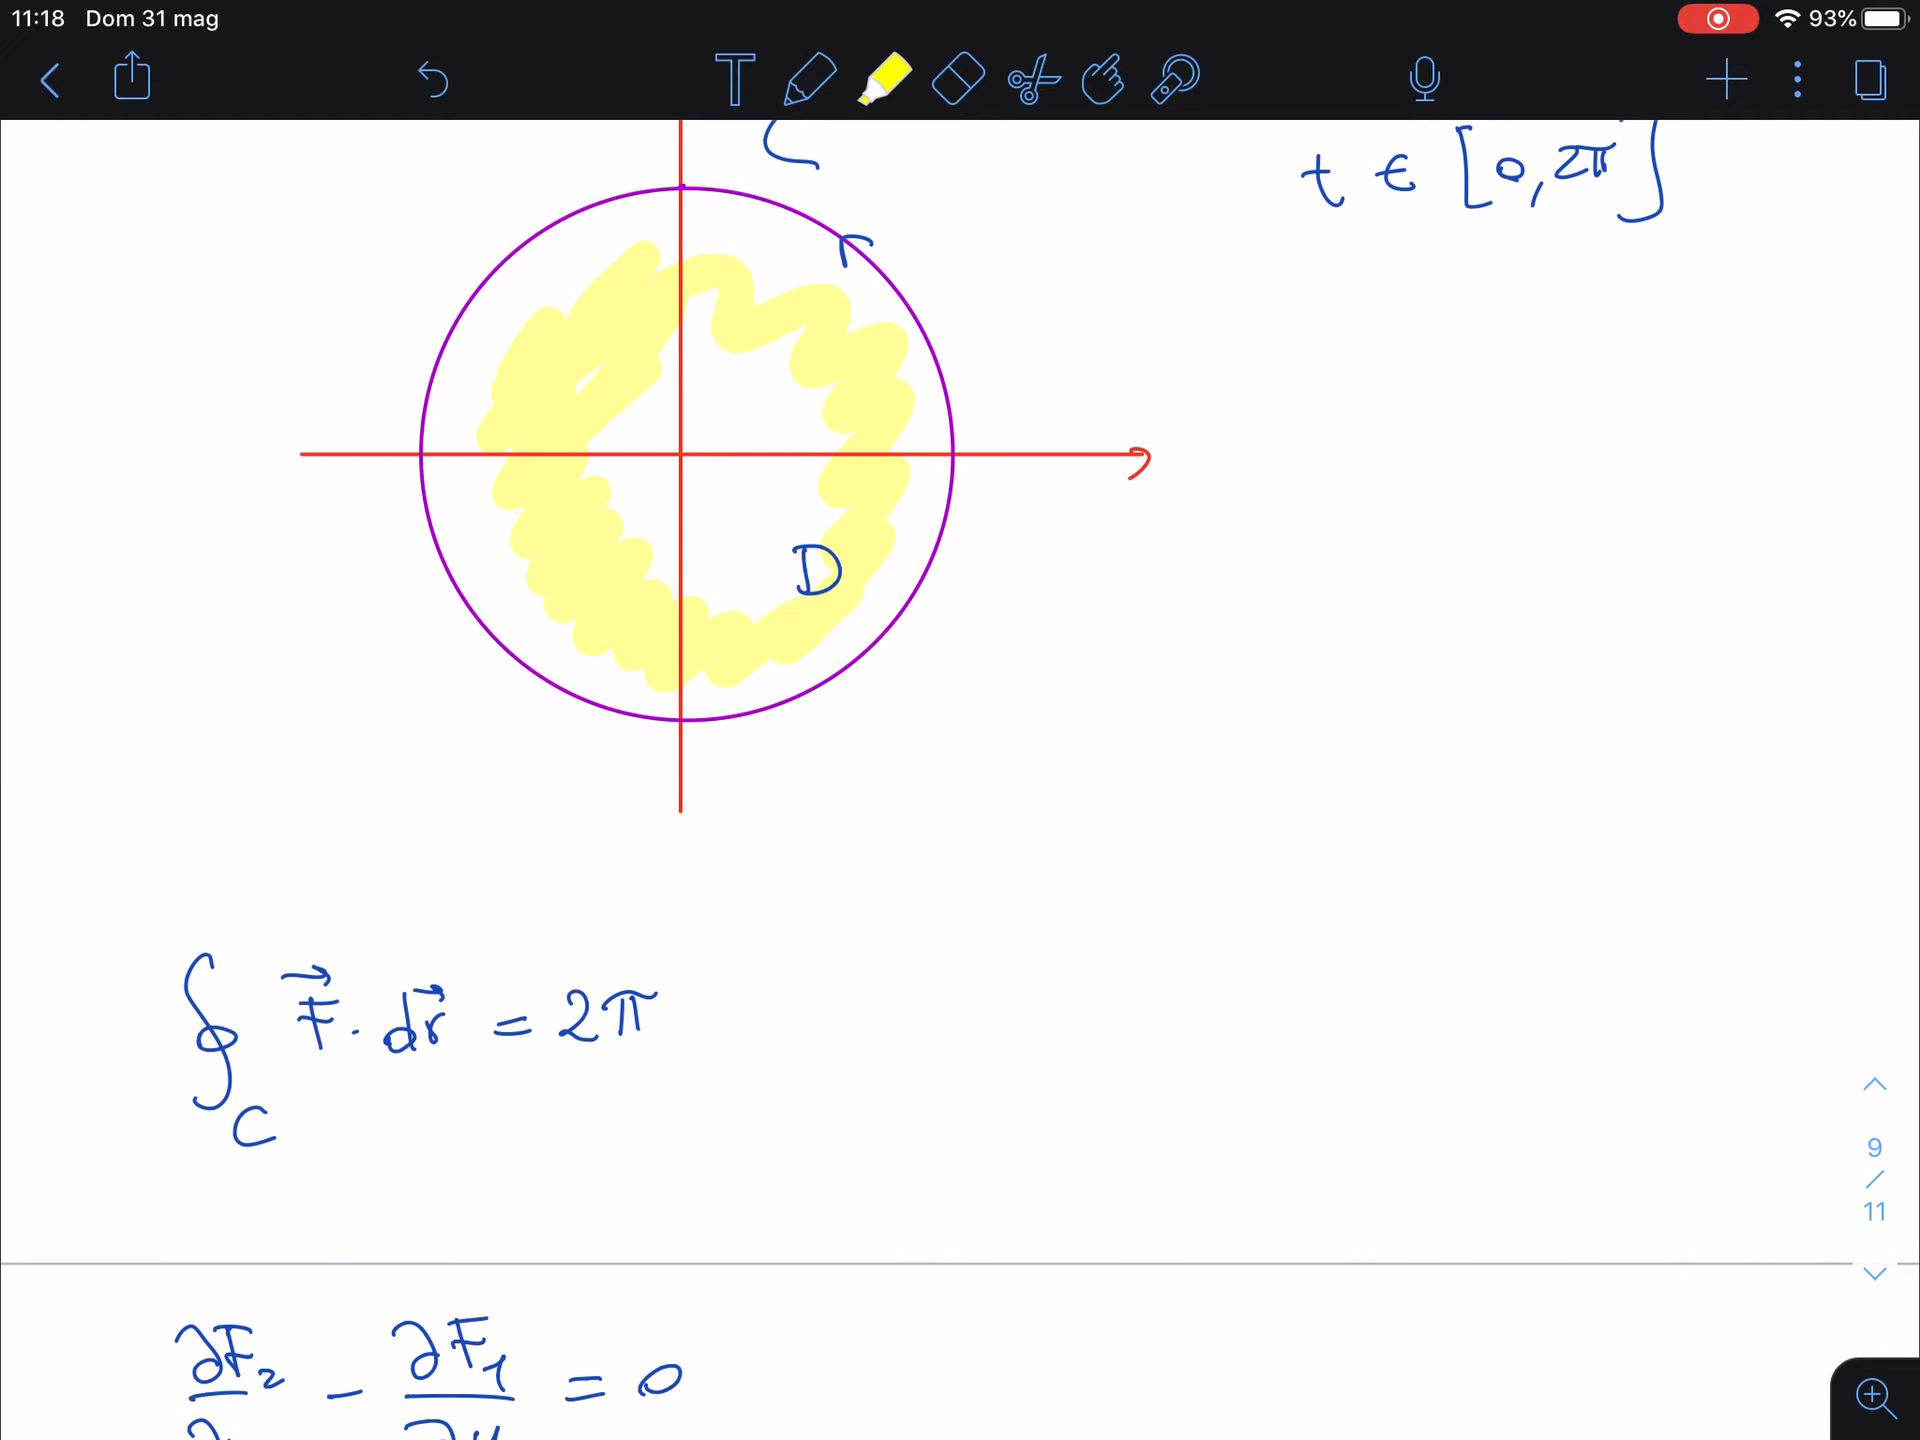 11:18 Dom 31 mag 93%
t ∈ [0, 2π]
D
∮_C F⃗ · dr⃗ = 2π
9
/
11
∂F₂/∂ − ∂F₁/∂y = 0